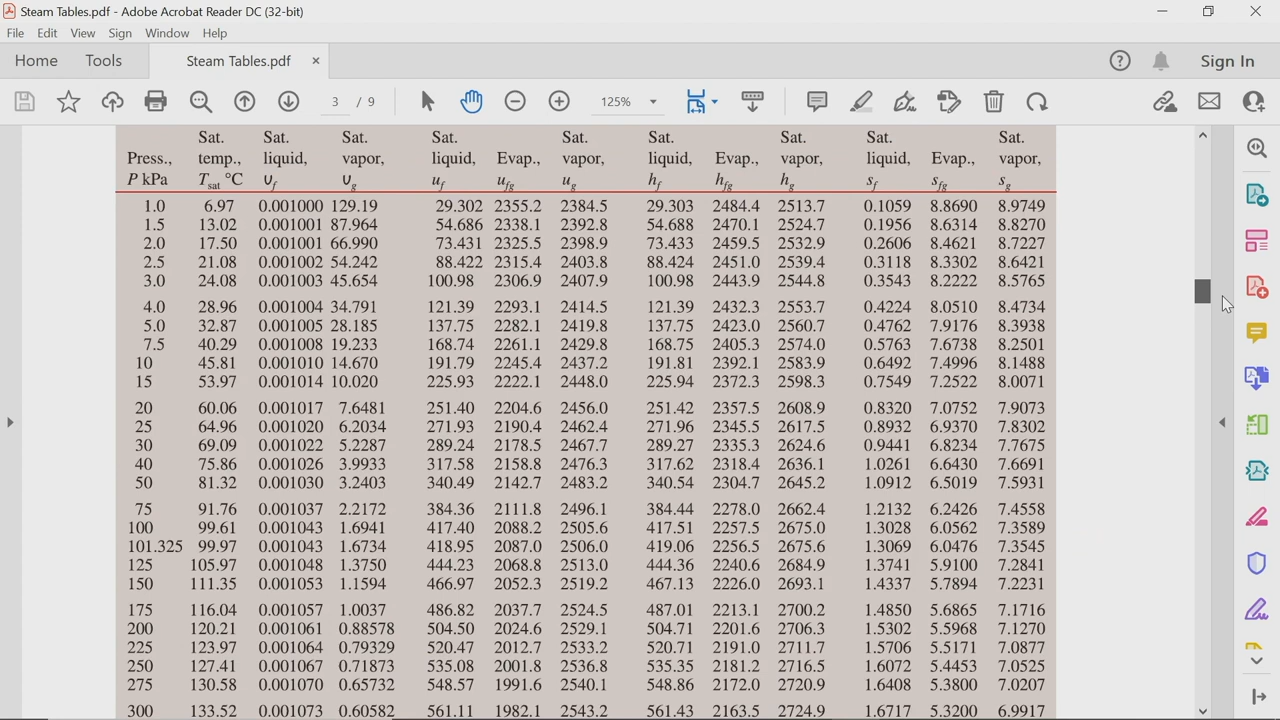 Steam Tables.pdf - Adobe Acrobat Reader DC (32-bit)
File Edit View Sign Window Help
Home Tools Steam Tables.pdf × Sign In
3 / 9 125%
Sat. Sat. Sat. Sat. Sat. Sat. Sat. Sat. Sat.
Press., temp., liquid, vapor, liquid, Evap., vapor, liquid, Evap., vapor, liquid, Evap., vapor,
P kPa Tsat °C υf υg uf ufg ug hf hfg hg sf sfg sg
1.0 6.97 0.001000 129.19 29.302 2355.2 2384.5 29.303 2484.4 2513.7 0.1059 8.8690 8.9749
1.5 13.02 0.001001 87.964 54.686 2338.1 2392.8 54.688 2470.1 2524.7 0.1956 8.6314 8.8270
2.0 17.50 0.001001 66.990 73.431 2325.5 2398.9 73.433 2459.5 2532.9 0.2606 8.4621 8.7227
2.5 21.08 0.001002 54.242 88.422 2315.4 2403.8 88.424 2451.0 2539.4 0.3118 8.3302 8.6421
3.0 24.08 0.001003 45.654 100.98 2306.9 2407.9 100.98 2443.9 2544.8 0.3543 8.2222 8.5765
4.0 28.96 0.001004 34.791 121.39 2293.1 2414.5 121.39 2432.3 2553.7 0.4224 8.0510 8.4734
5.0 32.87 0.001005 28.185 137.75 2282.1 2419.8 137.75 2423.0 2560.7 0.4762 7.9176 8.3938
7.5 40.29 0.001008 19.233 168.74 2261.1 2429.8 168.75 2405.3 2574.0 0.5763 7.6738 8.2501
10 45.81 0.001010 14.670 191.79 2245.4 2437.2 191.81 2392.1 2583.9 0.6492 7.4996 8.1488
15 53.97 0.001014 10.020 225.93 2222.1 2448.0 225.94 2372.3 2598.3 0.7549 7.2522 8.0071
20 60.06 0.001017 7.6481 251.40 2204.6 2456.0 251.42 2357.5 2608.9 0.8320 7.0752 7.9073
25 64.96 0.001020 6.2034 271.93 2190.4 2462.4 271.96 2345.5 2617.5 0.8932 6.9370 7.8302
30 69.09 0.001022 5.2287 289.24 2178.5 2467.7 289.27 2335.3 2624.6 0.9441 6.8234 7.7675
40 75.86 0.001026 3.9933 317.58 2158.8 2476.3 317.62 2318.4 2636.1 1.0261 6.6430 7.6691
50 81.32 0.001030 3.2403 340.49 2142.7 2483.2 340.54 2304.7 2645.2 1.0912 6.5019 7.5931
75 91.76 0.001037 2.2172 384.36 2111.8 2496.1 384.44 2278.0 2662.4 1.2132 6.2426 7.4558
100 99.61 0.001043 1.6941 417.40 2088.2 2505.6 417.51 2257.5 2675.0 1.3028 6.0562 7.3589
101.325 99.97 0.001043 1.6734 418.95 2087.0 2506.0 419.06 2256.5 2675.6 1.3069 6.0476 7.3545
125 105.97 0.001048 1.3750 444.23 2068.8 2513.0 444.36 2240.6 2684.9 1.3741 5.9100 7.2841
150 111.35 0.001053 1.1594 466.97 2052.3 2519.2 467.13 2226.0 2693.1 1.4337 5.7894 7.2231
175 116.04 0.001057 1.0037 486.82 2037.7 2524.5 487.01 2213.1 2700.2 1.4850 5.6865 7.1716
200 120.21 0.001061 0.88578 504.50 2024.6 2529.1 504.71 2201.6 2706.3 1.5302 5.5968 7.1270
225 123.97 0.001064 0.79329 520.47 2012.7 2533.2 520.71 2191.0 2711.7 1.5706 5.5171 7.0877
250 127.41 0.001067 0.71873 535.08 2001.8 2536.8 535.35 2181.2 2716.5 1.6072 5.4453 7.0525
275 130.58 0.001070 0.65732 548.57 1991.6 2540.1 548.86 2172.0 2720.9 1.6408 5.3800 7.0207
300 133.52 0.001073 0.60582 561.11 1982.1 2543.2 561.43 2163.5 2724.9 1.6717 5.3200 6.9917